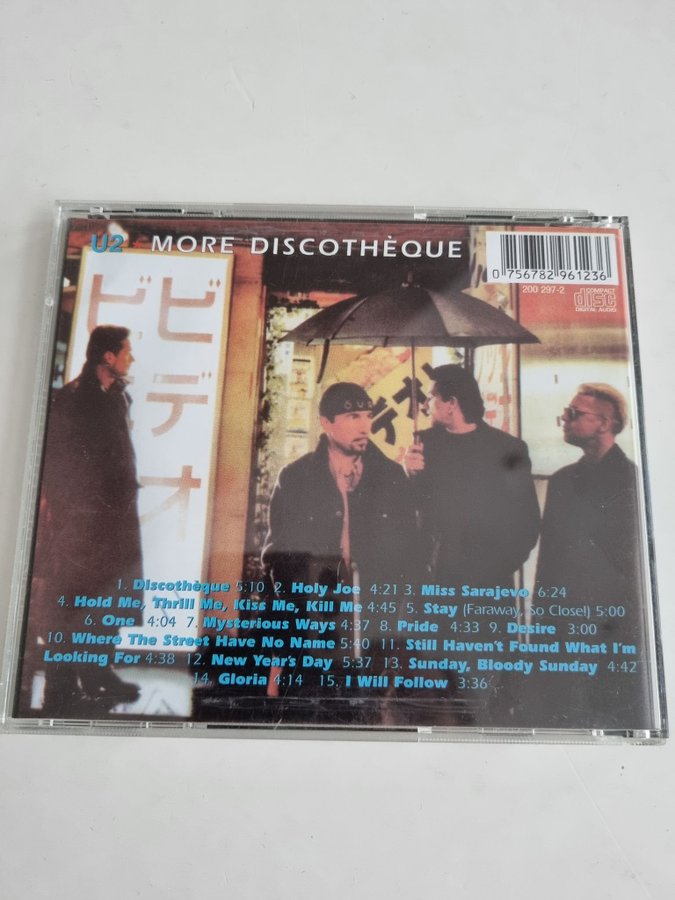 U2 MORE DISCOTHÈQUE
0 756782 961236
200 297-2
COMPACT
disc
DIGITAL AUDIO
ビデオ
ビ
1. Discothèque 5:10 2. Holy Joe 4:21 3. Miss Sarajevo 6:24
4. Hold Me, Thrill Me, Kiss Me, Kill Me 4:45 5. Stay (Faraway, So Close!) 5:00
6. One 4:04 7. Mysterious Ways 4:37 8. Pride 4:33 9. Desire 3:00
10. Where The Street Have No Name 5:40 11. Still Haven't Found What I'm
Looking For 4:38 12. New Year's Day 5:37 13. Sunday, Bloody Sunday 4:42
14. Gloria 4:14 15. I Will Follow 3:36